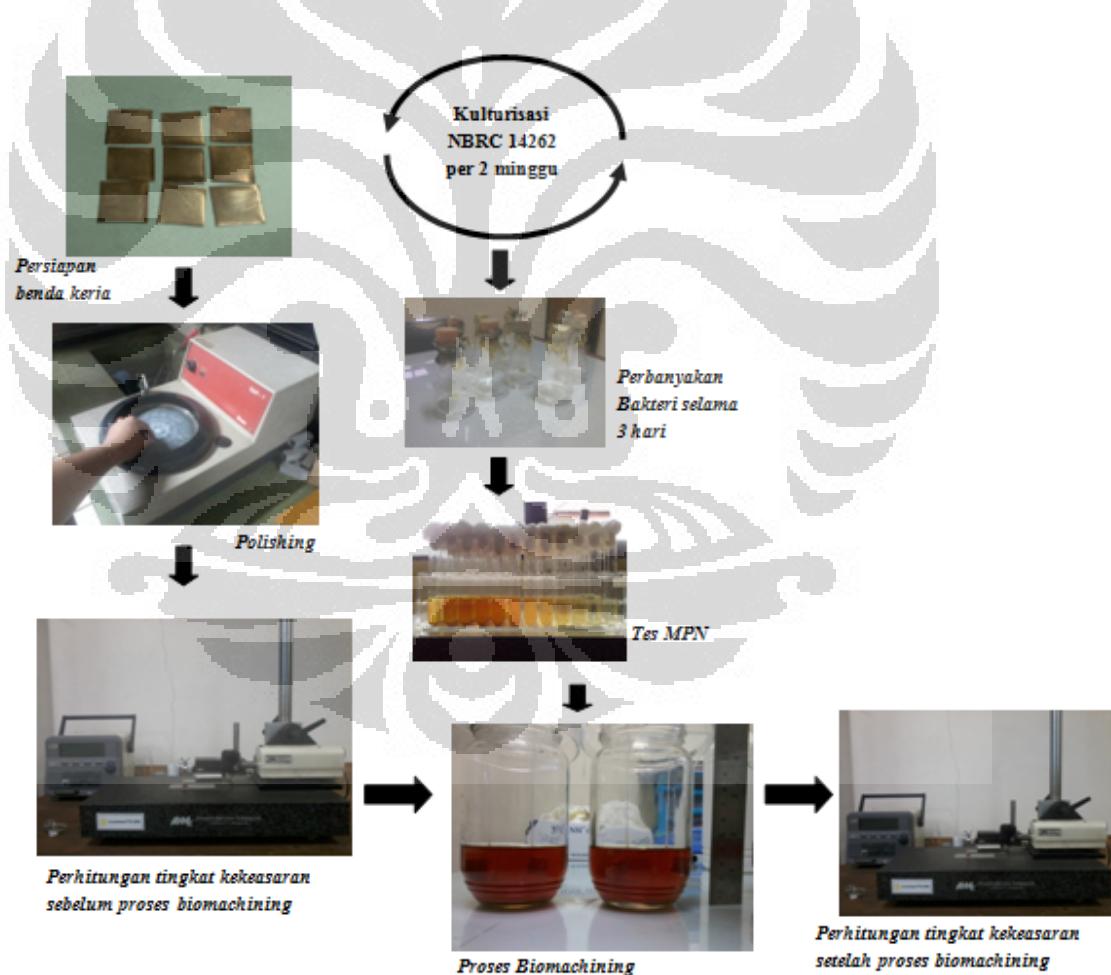 Kulturisasi
NBRC 14262
per 2 minggu
Persiapan
benda kerja
Perbanyakan
Bakteri selama
3 hari
Polishing
Tes MPN
Perhitungan tingkat kekeasaran
sebelum proses biomachining
Proses Biomachining
Perhitungan tingkat kekeasaran
setelah proses biomachining